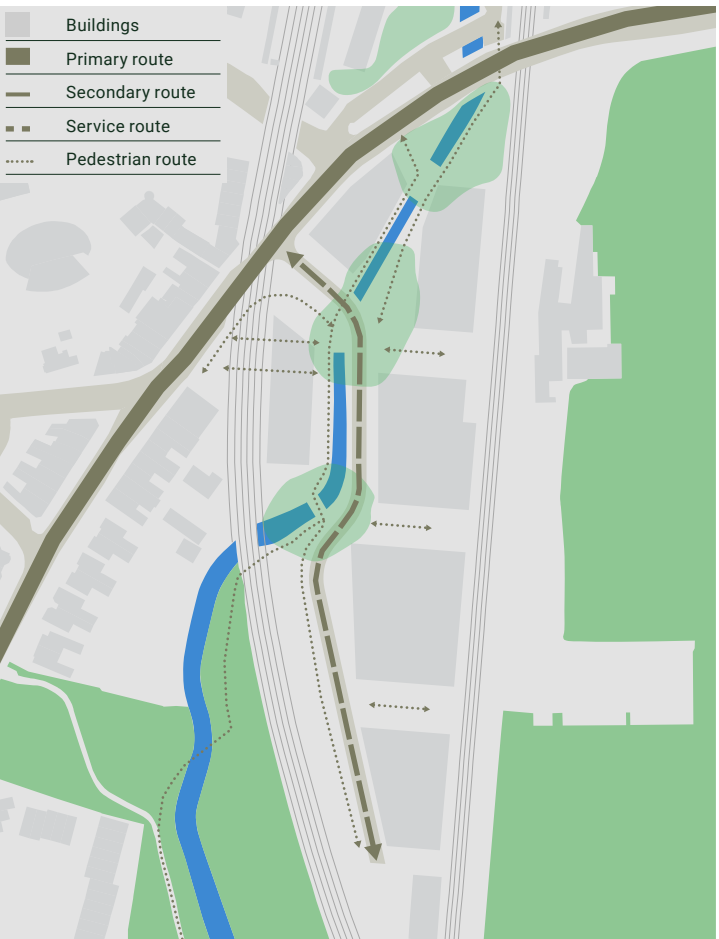 Buildings
Primary route
Secondary route
Service route
Pedestrian route